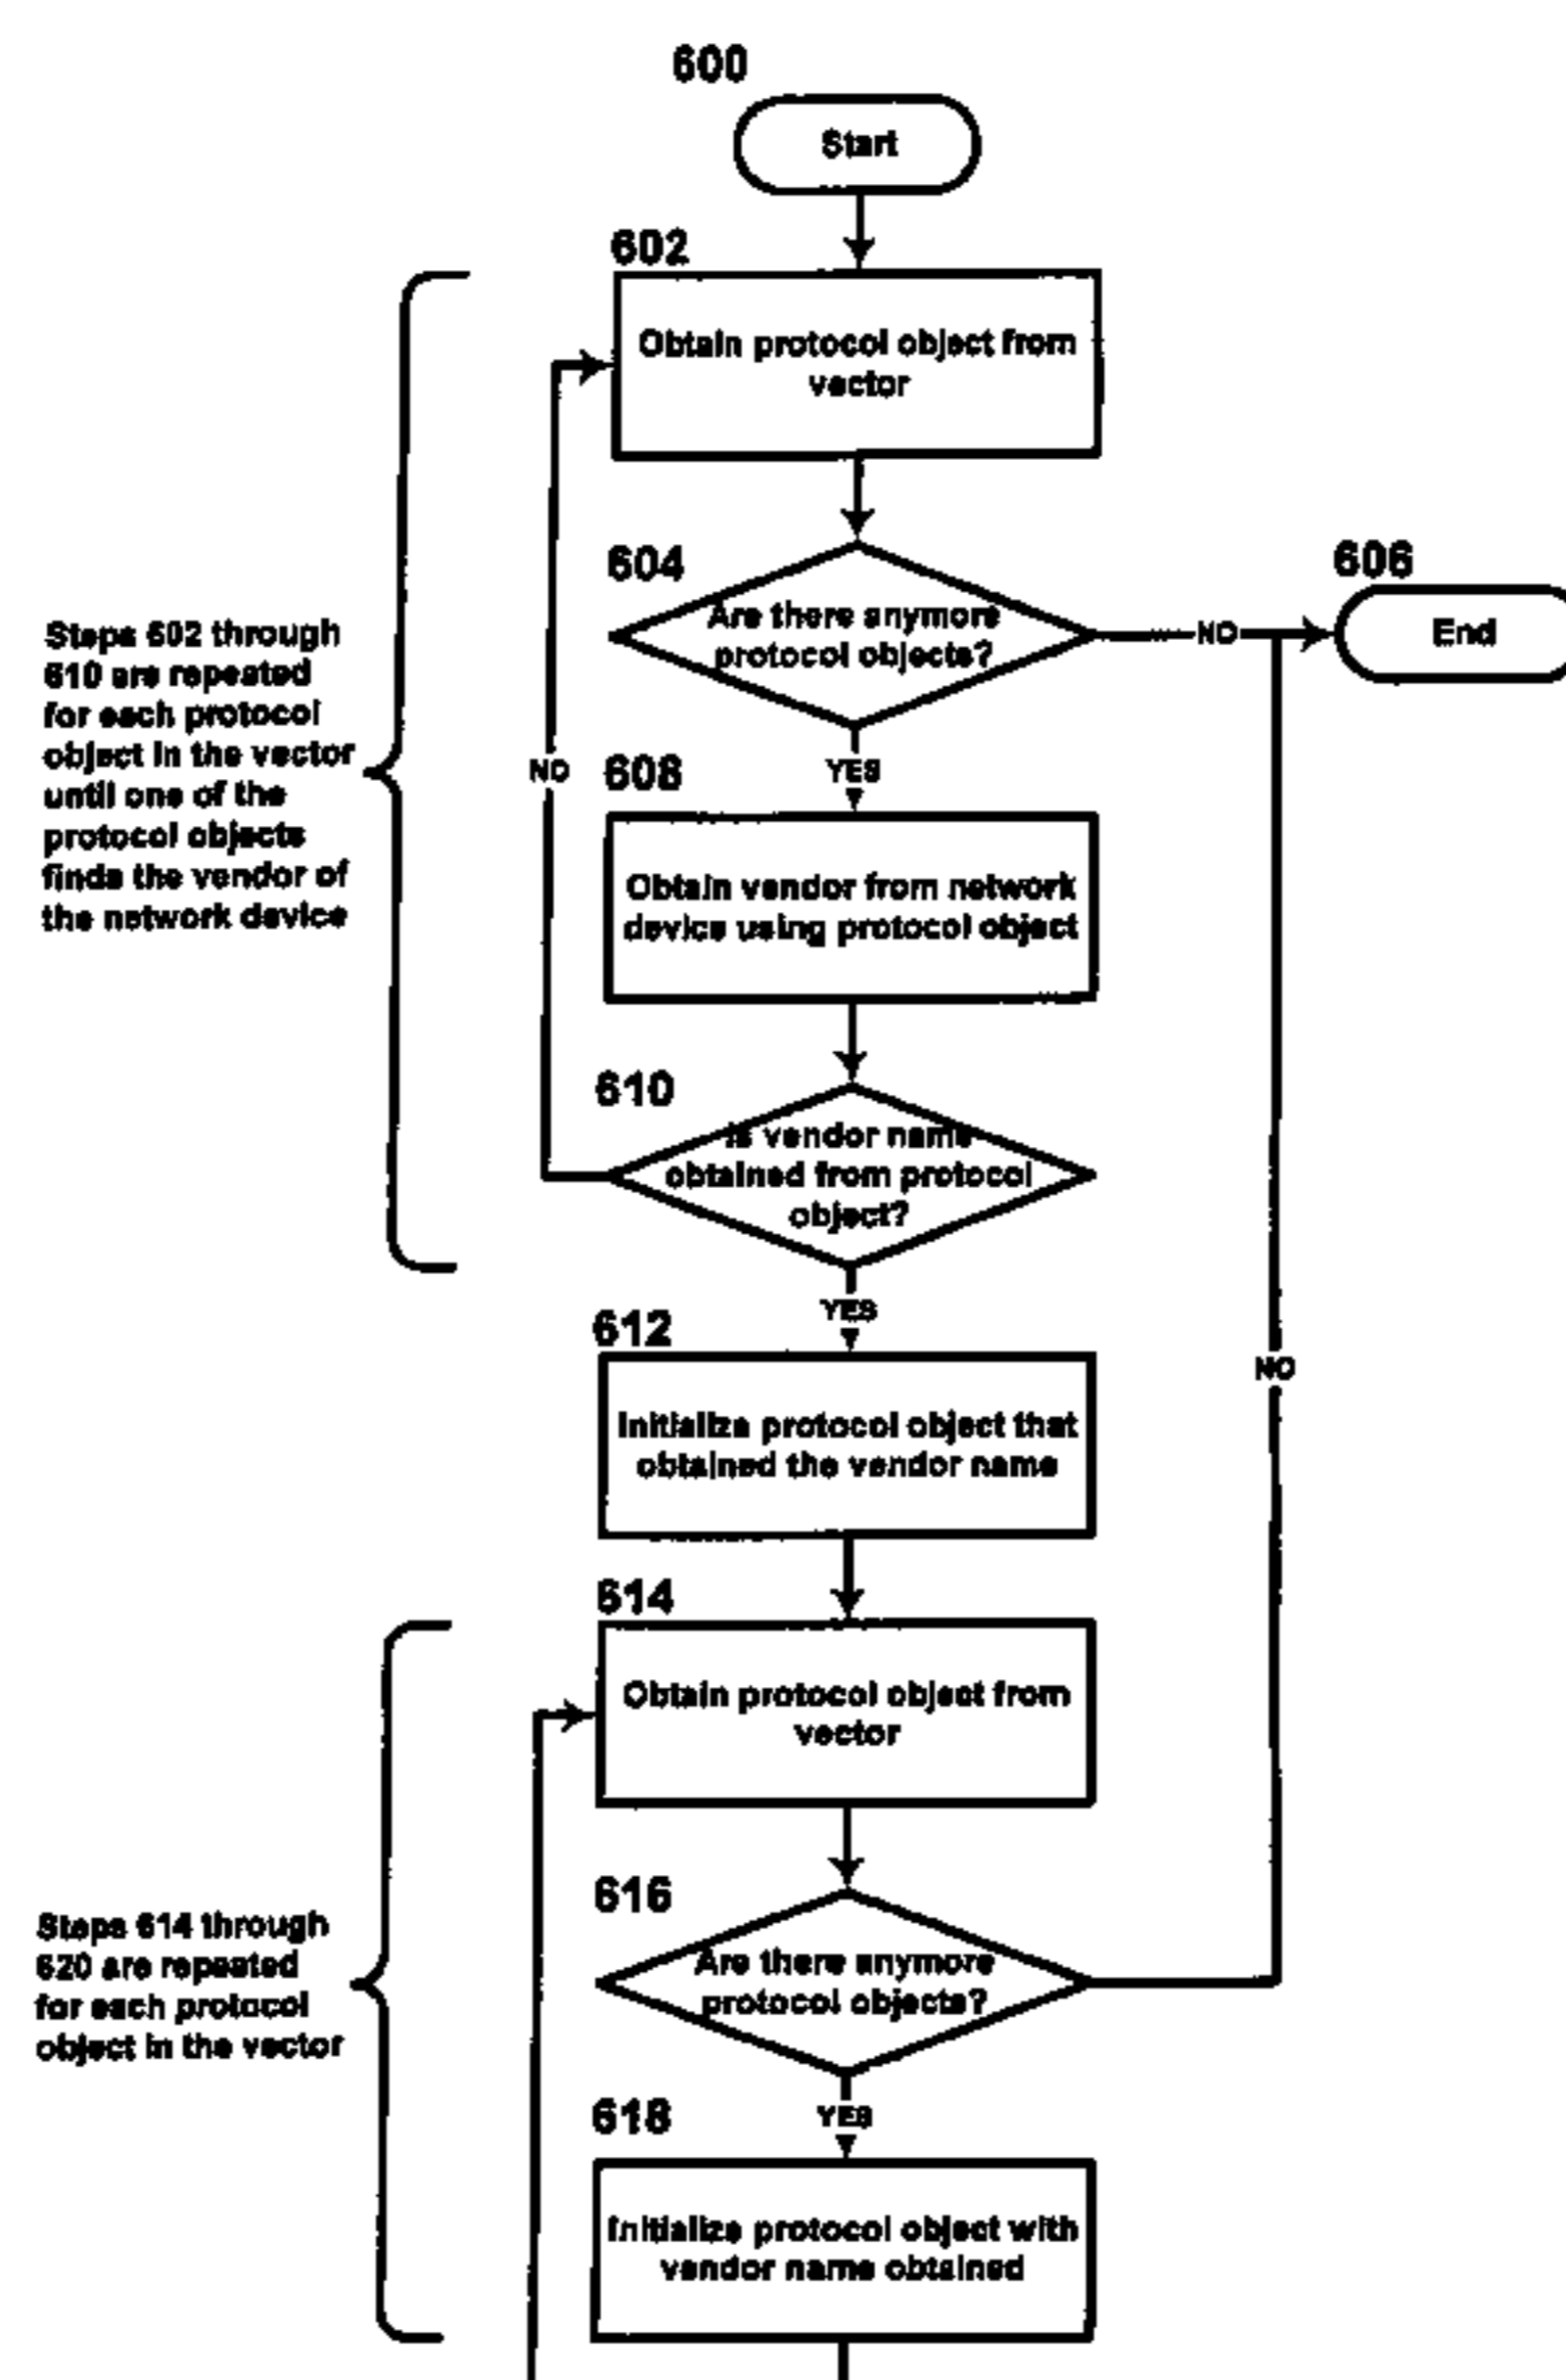 600
Start
602
Obtain protocol object from
vector
604
Are there anymore
protocol objects?
NO
606
End
Steps 602 through
610 are repeated
for each protocol
object in the vector
until one of the
protocol objects
finds the vendor of
the network device
NO
608
YES
Obtain vendor from network
device using protocol object
610
Is vendor name
obtained from protocol
object?
YES
612
Initialize protocol object that
obtained the vendor name
NO
614
Obtain protocol object from
vector
616
Are there anymore
protocol objects?
Steps 614 through
620 are repeated
for each protocol
object in the vector
618
YES
Initialize protocol object with
vendor name obtained